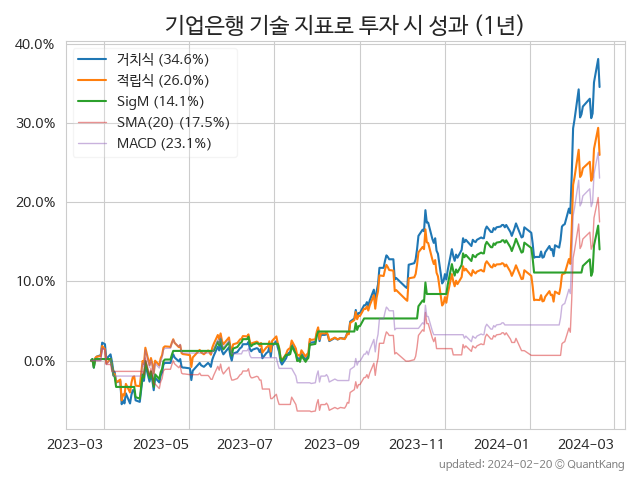 기업은행 기술 지표로 투자 시 성과 (1년)
40.0%
30.0%
20.0%
10.0%
0.0%
거치식 (34.6%)
적립식 (26.0%)
SigM (14.1%)
SMA(20) (17.5%)
MACD (23.1%)
2023-03 2023-05 2023-07 2023-09 2023-11 2024-01 2024-03
updated: 2024-02-20 © QuantKang